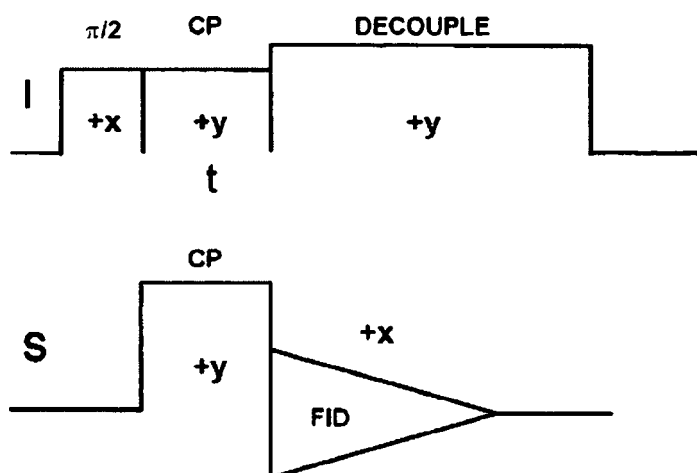 π/2 CP DECOUPLE
I +x +y +y
t
CP
S +y +x
FID